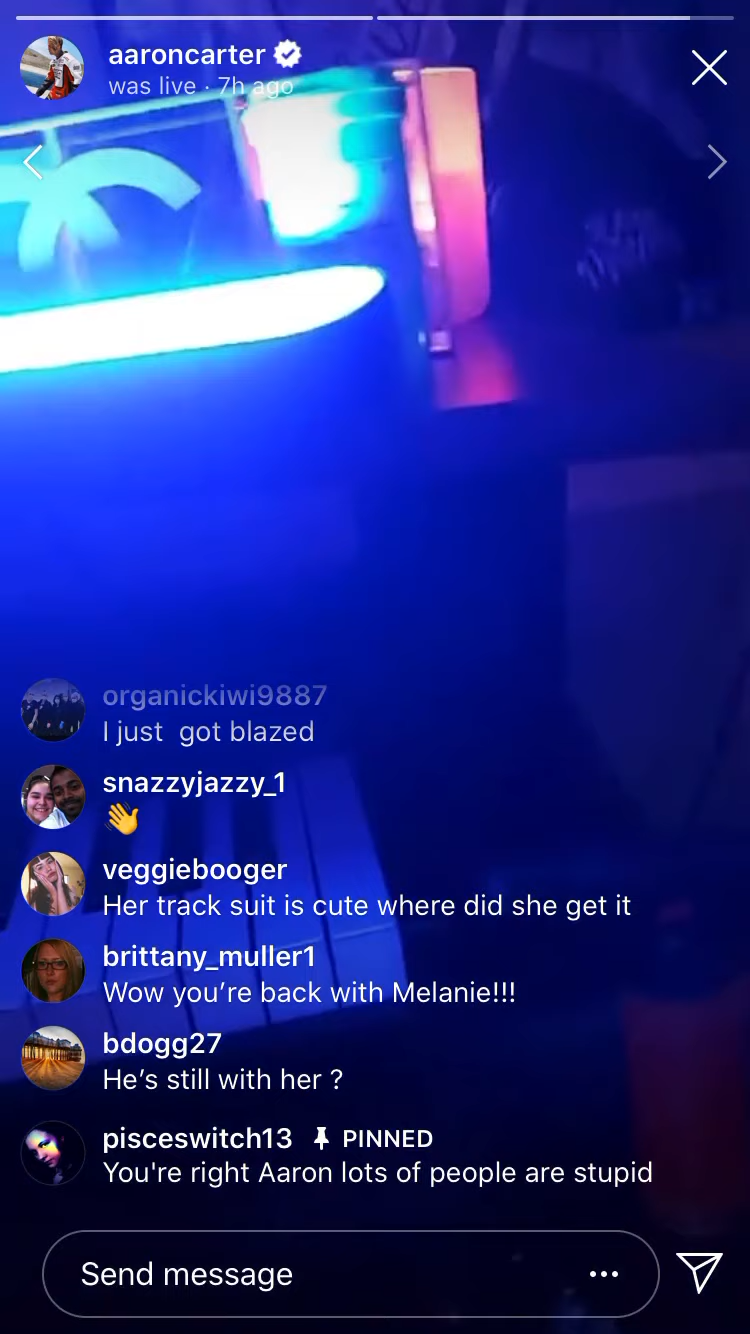 aaroncarter
was live · 7h ago
organickiwi9887
I just  got blazed
snazzyjazzy_1
👋
veggiebooger
Her track suit is cute where did she get it
brittany_muller1
Wow you’re back with Melanie!!!
bdogg27
He’s still with her ?
pisceswitch13 PINNED
You're right Aaron lots of people are stupid
Send message